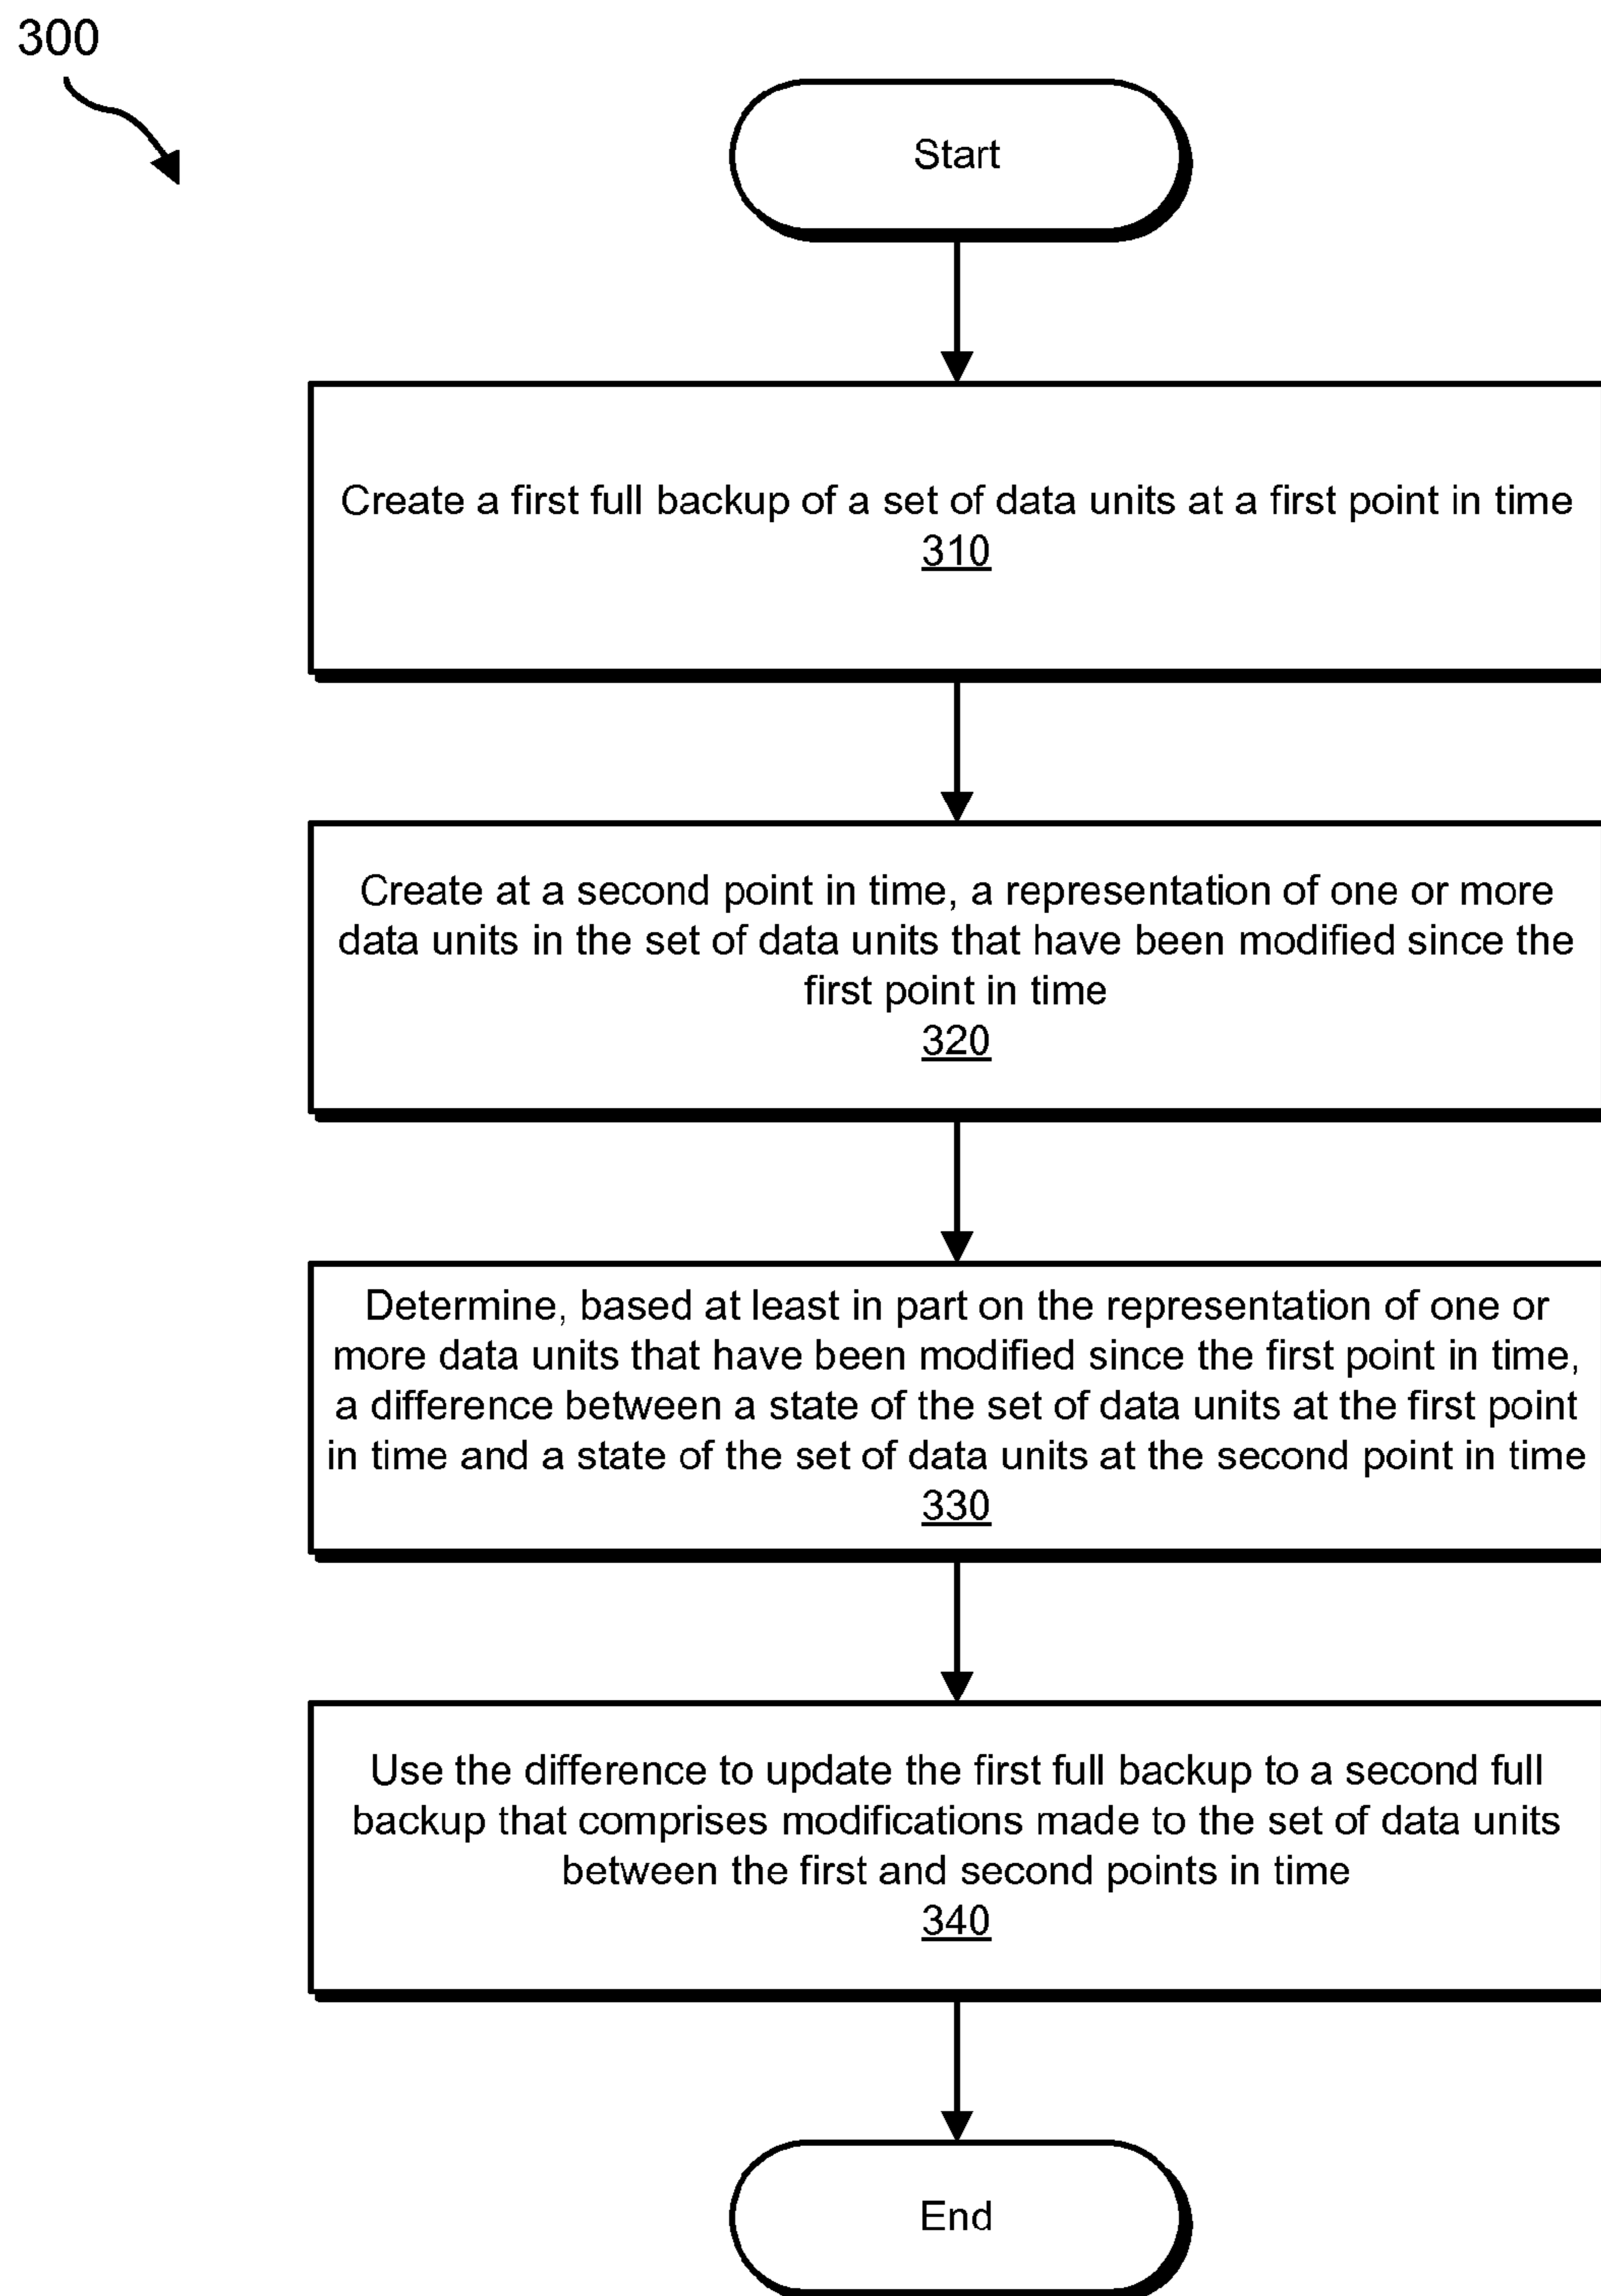 300
Start
Create a first full backup of a set of data units at a first point in time
310
Create at a second point in time, a representation of one or more
data units in the set of data units that have been modified since the
first point in time
320
Determine, based at least in part on the representation of one or
more data units that have been modified since the first point in time,
a difference between a state of the set of data units at the first point
in time and a state of the set of data units at the second point in time
330
Use the difference to update the first full backup to a second full
backup that comprises modifications made to the set of data units
between the first and second points in time
340
End